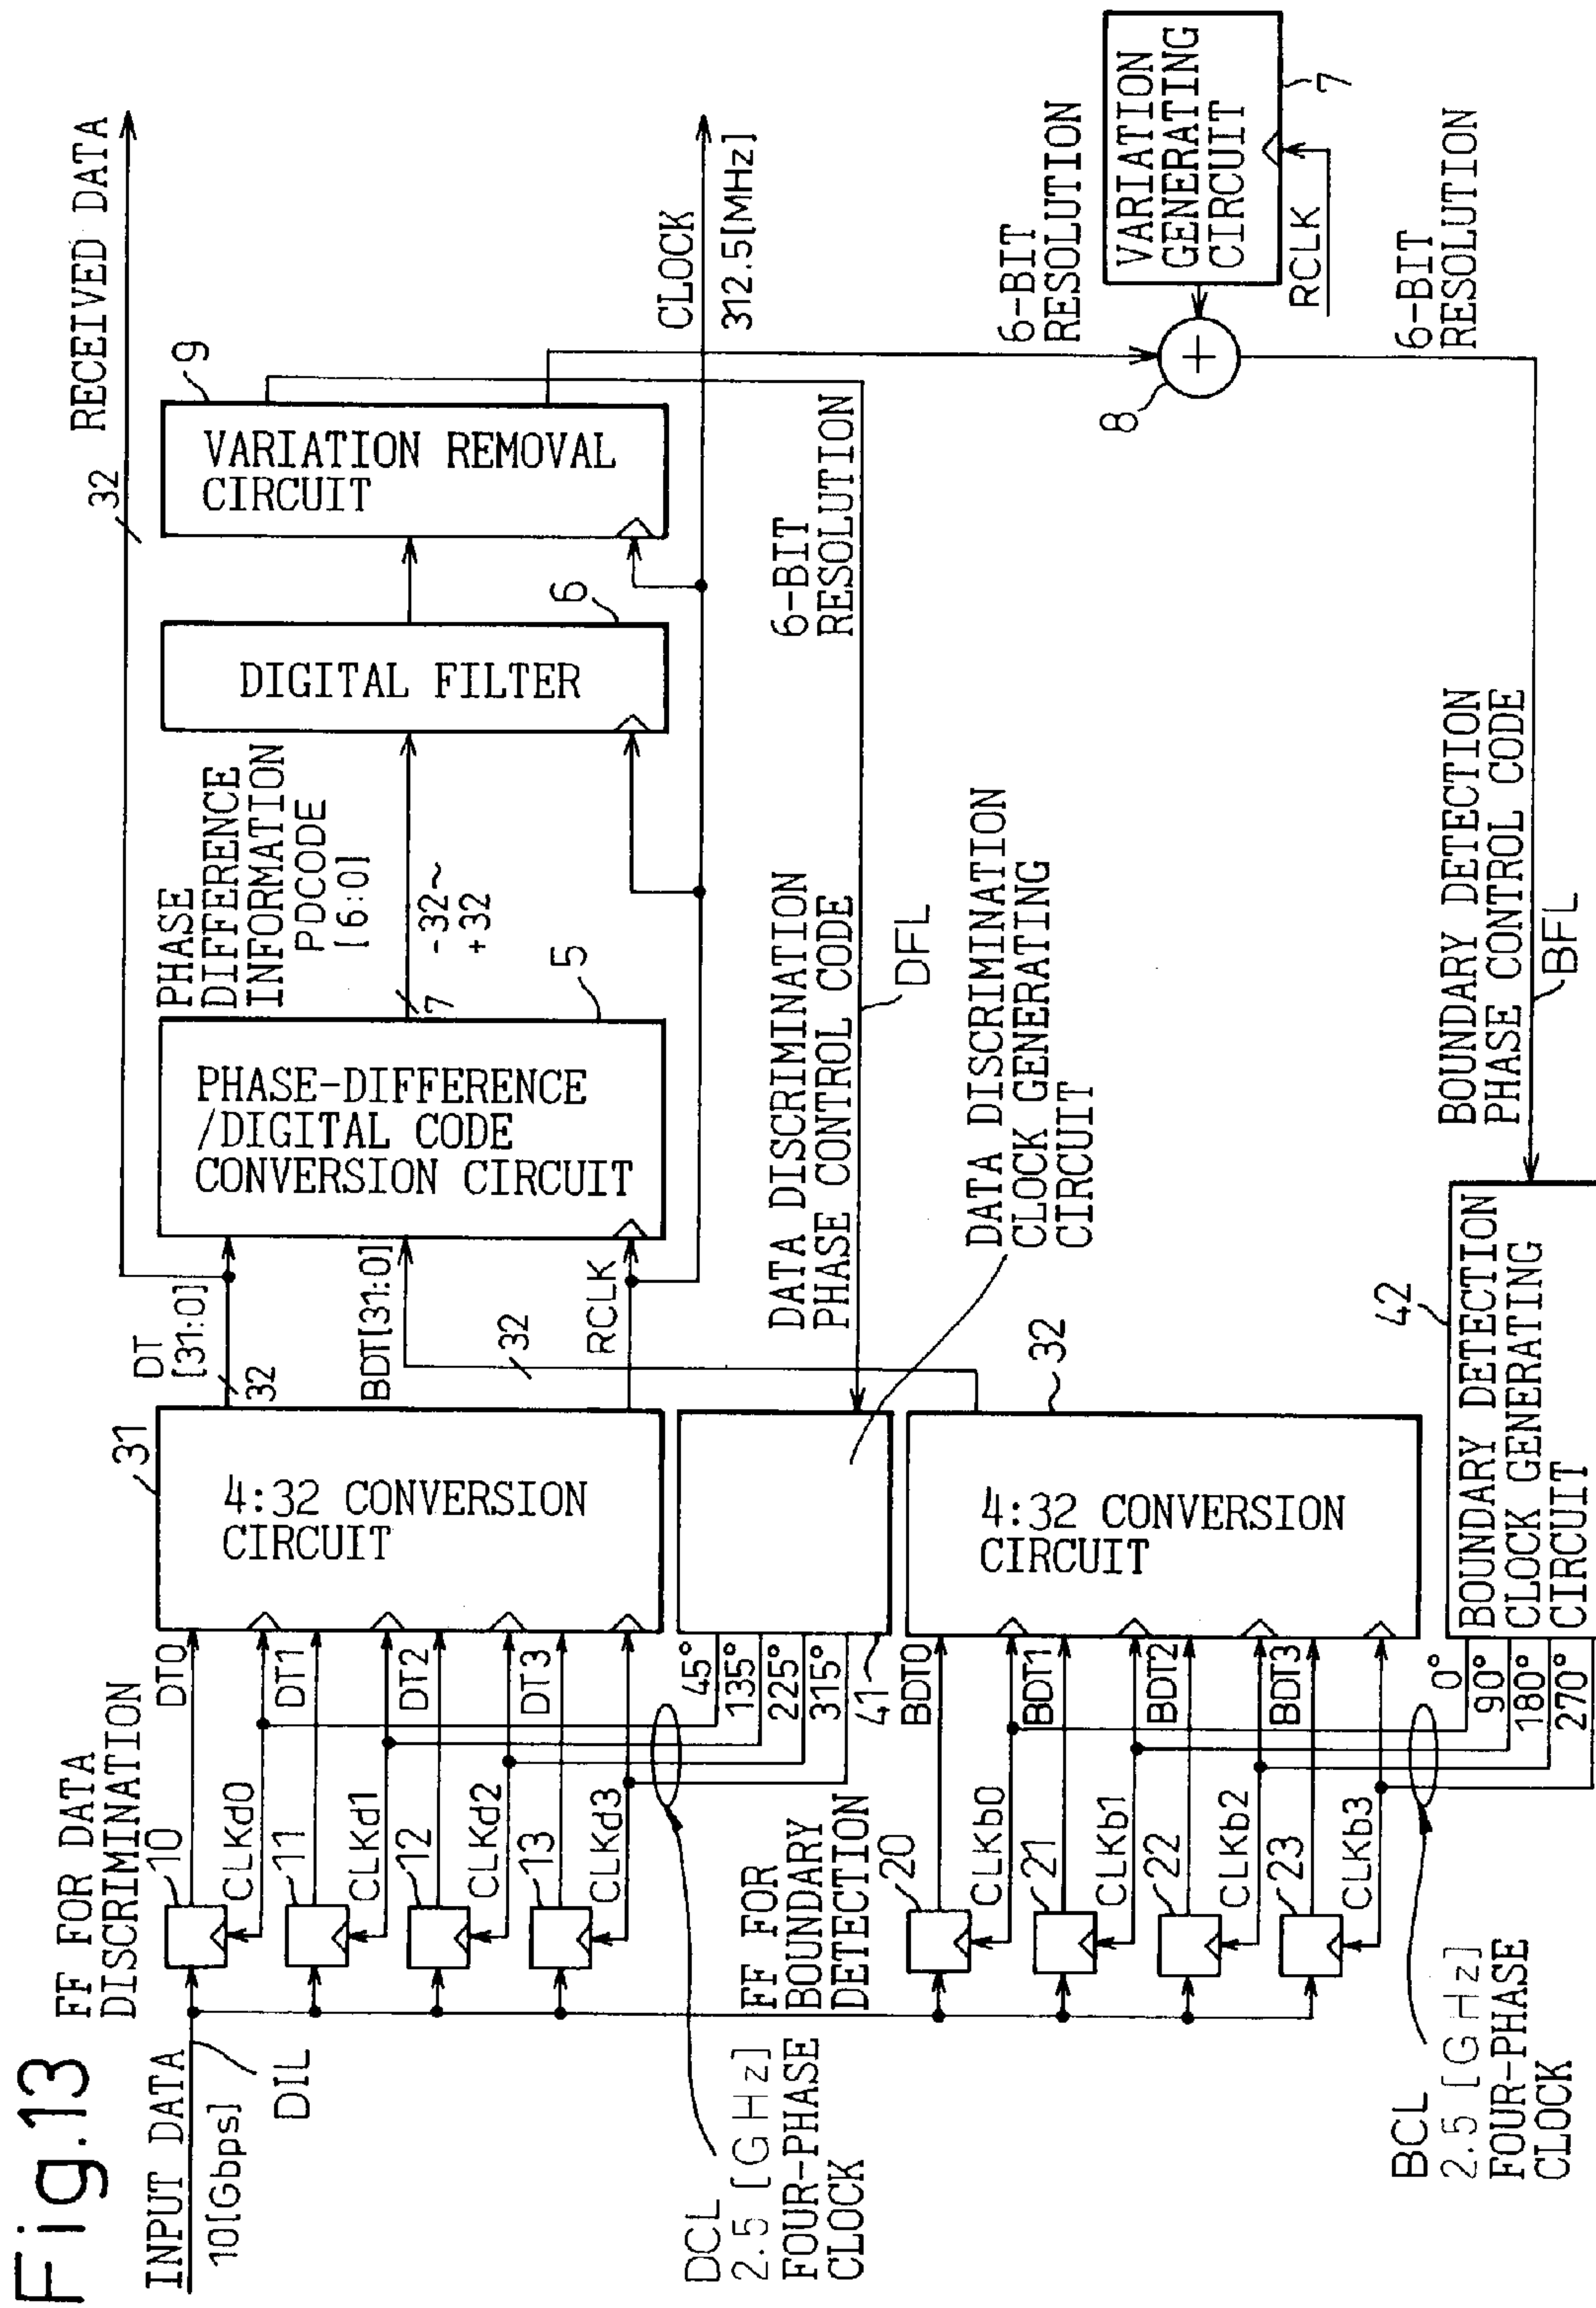 Fig.13
INPUT DATA
10[Gbps]
DIL
FF FOR DATA
DISCRIMINATION
10
DT0
CLKd0
11
DT1
CLKd1
12
DT2
CLKd2
13
DT3
CLKd3
31
4:32 CONVERSION
CIRCUIT
DT
[31:0]
32
BDT[31:0]
32
RCLK
PHASE-DIFFERENCE
/DIGITAL CODE
CONVERSION CIRCUIT
5
PHASE
DIFFERENCE
INFORMATION
PDCODE
[6:0]
7
-32~
+32
DIGITAL FILTER
6
VARIATION REMOVAL
CIRCUIT
9
32
RECEIVED DATA
CLOCK
312.5[MHz]
DCL
2.5 [GHz]
FOUR-PHASE
CLOCK
45°
135°
225°
315°
41
DATA DISCRIMINATION
PHASE CONTROL CODE
DFL
6-BIT
RESOLUTION
DATA DISCRIMINATION
CLOCK GENERATING
CIRCUIT
FF FOR
BOUNDARY
DETECTION
20
BDT0
CLKb0
21
BDT1
CLKb1
22
BDT2
CLKb2
23
BDT3
CLKb3
32
4:32 CONVERSION
CIRCUIT
6-BIT
RESOLUTION
8
+
VARIATION
GENERATING
CIRCUIT
7
RCLK
6-BIT
RESOLUTION
BCL
2.5 [GHz]
FOUR-PHASE
CLOCK
0°
90°
180°
270°
42
BOUNDARY DETECTION
CLOCK GENERATING
CIRCUIT
BOUNDARY DETECTION
PHASE CONTROL CODE
BFL